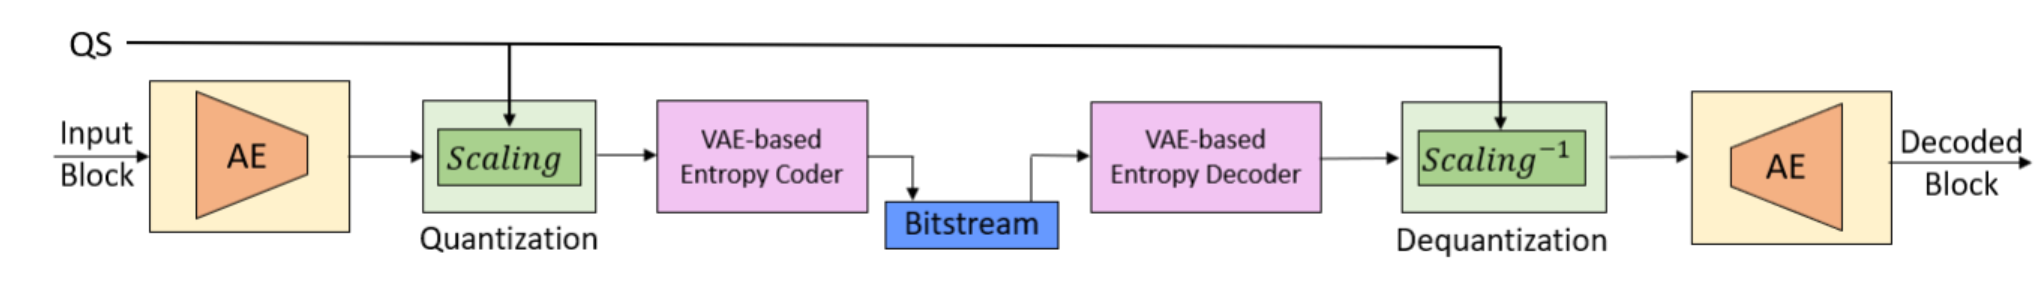 QS
Input
Block
AE
Scaling
Quantization
VAE-based
Entropy Coder
Bitstream
VAE-based
Entropy Decoder
Scaling⁻¹
Dequantization
AE
Decoded
Block